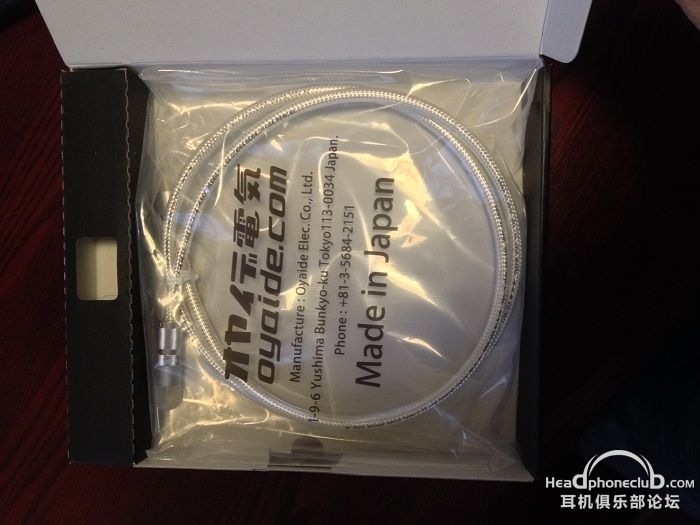 オヤイデ電気
oyaide.com
Manufacture : Oyaide Elec. Co., Ltd.
1-9-6 Yushima Bunkyo-ku Tokyo113-0034 Japan.
Phone : +81-3-5684-2151
Made in Japan
Headphoneclub.com
耳机俱乐部论坛